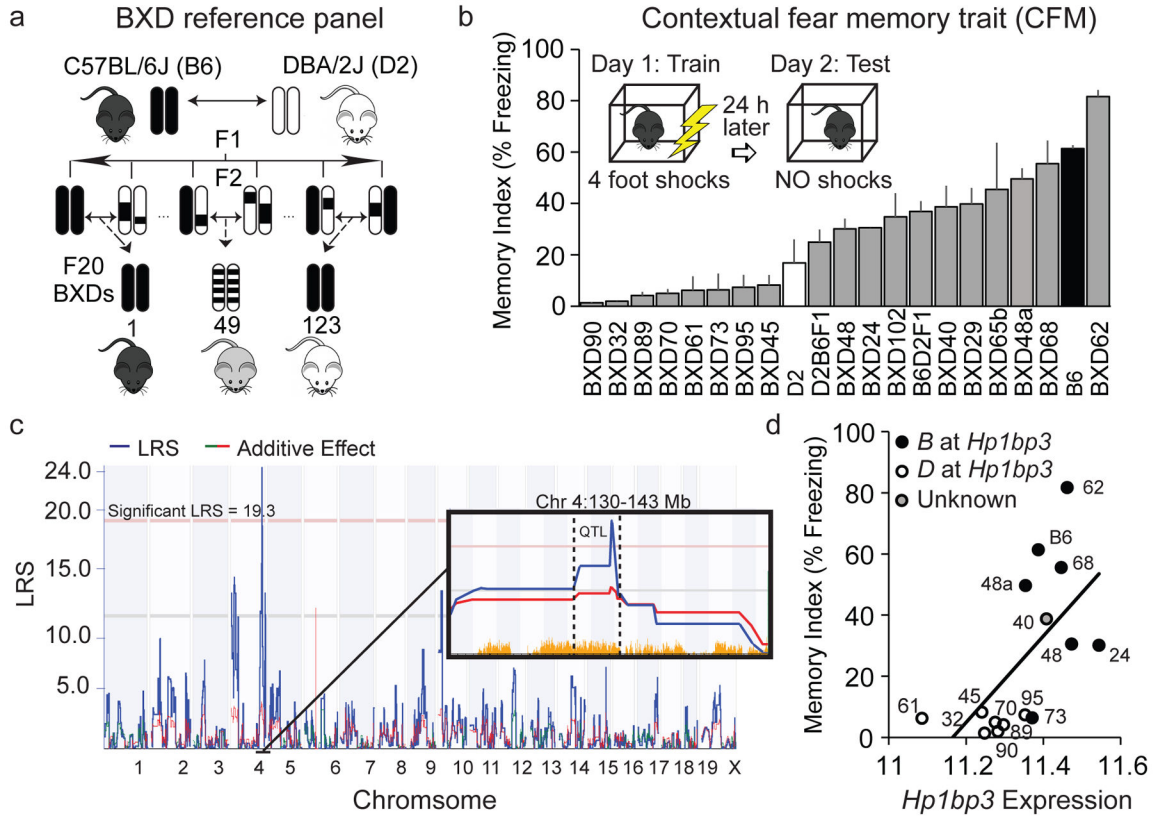 a BXD reference panel
C57BL/6J (B6)
DBA/2J (D2)
F1
F2
...
...
...
F20
BXDs
1
49
123
b Contextual fear memory trait (CFM)
Memory Index (% Freezing)
100
80
60
40
20
0
Day 1: Train
24 h
later
Day 2: Test
4 foot shocks
NO shocks
BXD90
BXD32
BXD89
BXD70
BXD61
BXD73
BXD95
BXD45
D2
D2B6F1
BXD48
BXD24
BXD102
B6D2F1
BXD40
BXD29
BXD65b
BXD48a
BXD68
B6
BXD62
c
LRS
Additive Effect
LRS
24.0
20.0
15.0
10.0
5.0
Significant LRS = 19.3
Chr 4:130-143 Mb
QTL
1 2 3 4 5 6 7 8 9 10 11 12 13 14 15 16 17 18 19 X
Chromsome
d
Memory Index (% Freezing)
100
80
60
40
20
0
B at Hp1bp3
D at Hp1bp3
Unknown
62
B6
68
48a
40
48
24
61
45
32
70
95
73
89
90
11 11.2 11.4 11.6
Hp1bp3 Expression